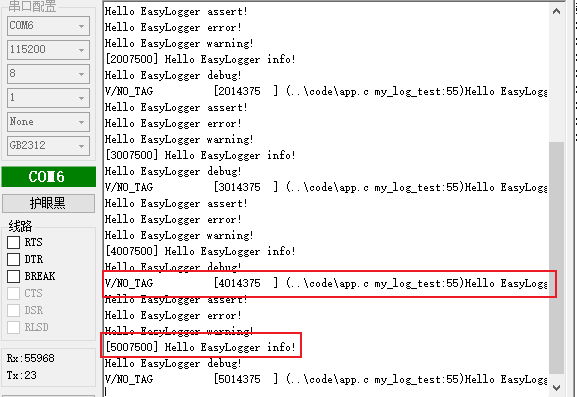 串口配置
COM6
115200
8
1
None
GB2312
COM6
护眼黑
线路
RTS
DTR
BREAK
CTS
DSR
RLSD
Rx:55968
Tx:23
Hello EasyLogger assert!
Hello EasyLogger error!
Hello EasyLogger warning!
[2007500] Hello EasyLogger info!
Hello EasyLogger debug!
V/NO_TAG [2014375 ] (..\code\app.c my_log_test:55)Hello EasyLogg
Hello EasyLogger assert!
Hello EasyLogger error!
Hello EasyLogger warning!
[3007500] Hello EasyLogger info!
Hello EasyLogger debug!
V/NO_TAG [3014375 ] (..\code\app.c my_log_test:55)Hello EasyLogg
Hello EasyLogger assert!
Hello EasyLogger error!
Hello EasyLogger warning!
[4007500] Hello EasyLogger info!
Hello EasyLogger debug!
V/NO_TAG [4014375 ] (..\code\app.c my_log_test:55)Hello EasyLogg
Hello EasyLogger assert!
Hello EasyLogger error!
Hello EasyLogger warning!
[5007500] Hello EasyLogger info!
Hello EasyLogger debug!
V/NO_TAG [5014375 ] (..\code\app.c my_log_test:55)Hello EasyLogg